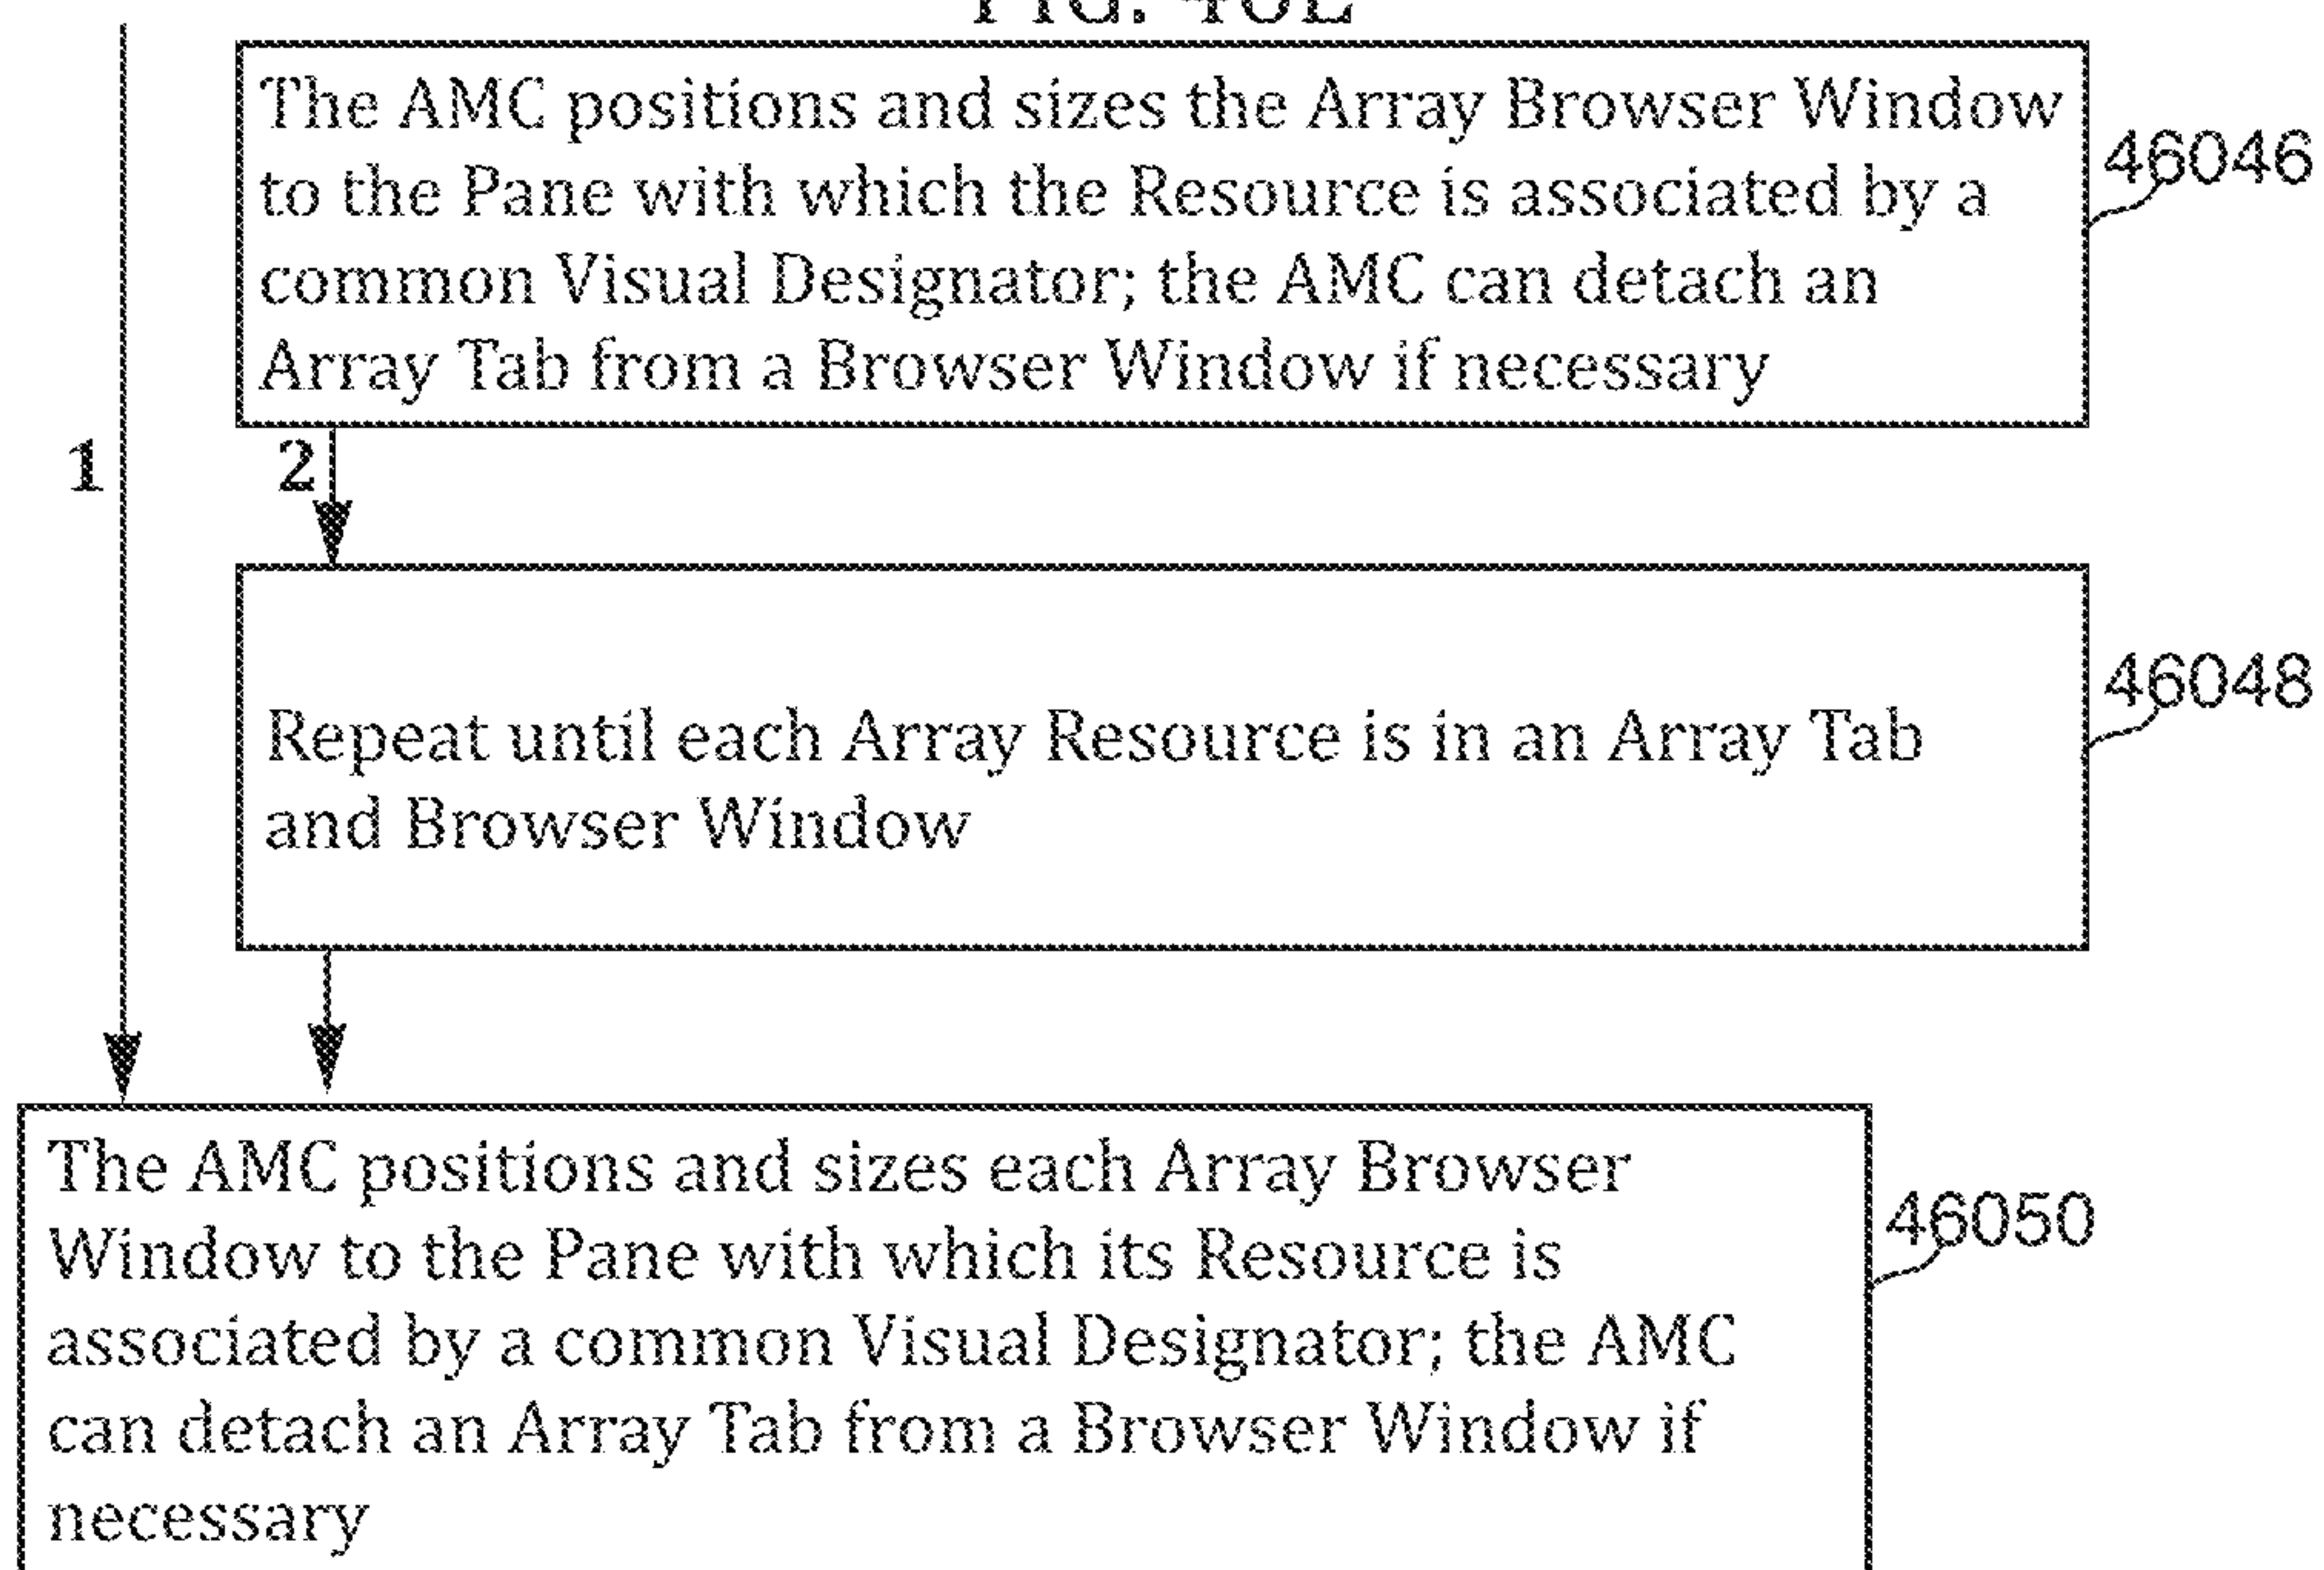 The AMC positions and sizes the Array Browser Window
to the Pane with which the Resource is associated by a
common Visual Designator; the AMC can detach an
Array Tab from a Browser Window if necessary
46046
1
2
Repeat until each Array Resource is in an Array Tab
and Browser Window
46048
The AMC positions and sizes each Array Browser
Window to the Pane with which its Resource is
associated by a common Visual Designator; the AMC
can detach an Array Tab from a Browser Window if
necessary
46050